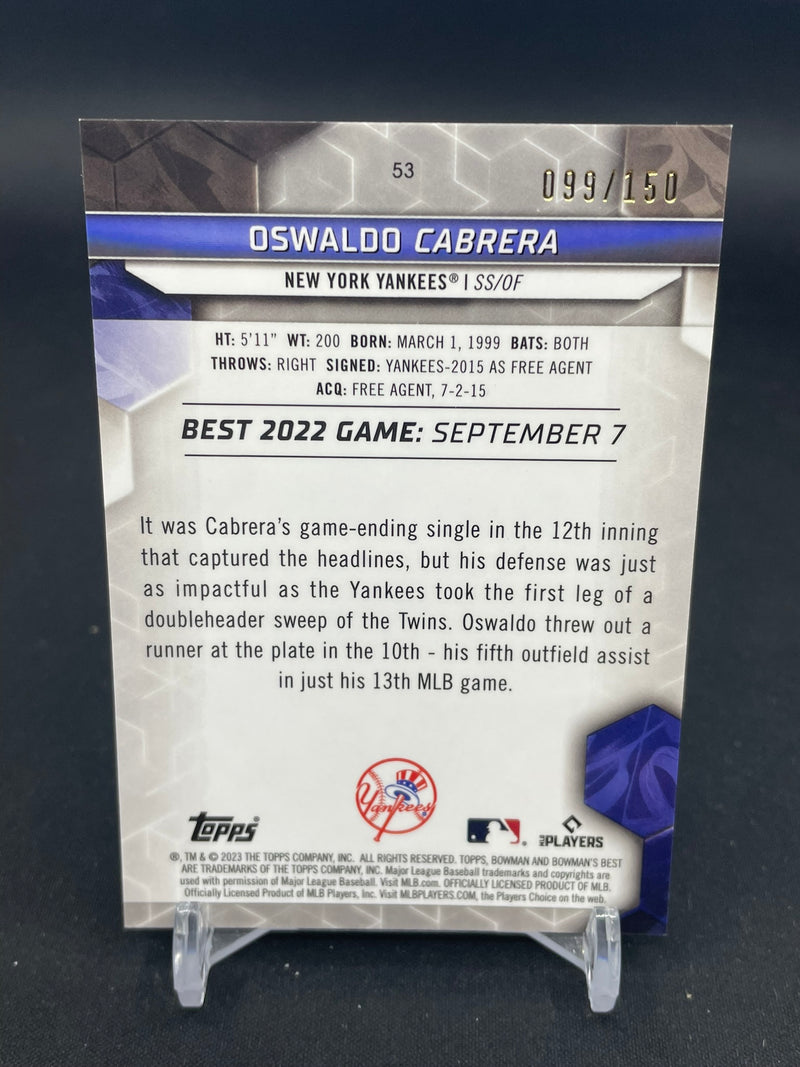 53
099/150
OSWALDO CABRERA
NEW YORK YANKEES® | SS/OF
HT: 5'11" WT: 200 BORN: MARCH 1, 1999 BATS: BOTH
THROWS: RIGHT SIGNED: YANKEES-2015 AS FREE AGENT
ACQ: FREE AGENT, 7-2-15
BEST 2022 GAME: SEPTEMBER 7
It was Cabrera's game-ending single in the 12th inning
that captured the headlines, but his defense was just
as impactful as the Yankees took the first leg of a
doubleheader sweep of the Twins. Oswaldo threw out a
runner at the plate in the 10th - his fifth outfield assist
in just his 13th MLB game.
Yankees
Topps®
MLB PLAYERS
®, TM & © 2023 THE TOPPS COMPANY, INC. ALL RIGHTS RESERVED. TOPPS, BOWMAN AND BOWMAN'S BEST
ARE TRADEMARKS OF THE TOPPS COMPANY, INC. Major League Baseball trademarks and copyrights are
used with permission of Major League Baseball. Visit MLB.com. OFFICIALLY LICENSED PRODUCT OF MLB.
Officially Licensed Product of MLB Players, Inc. Visit MLBPLAYERS.COM, the Players Choice on the web.